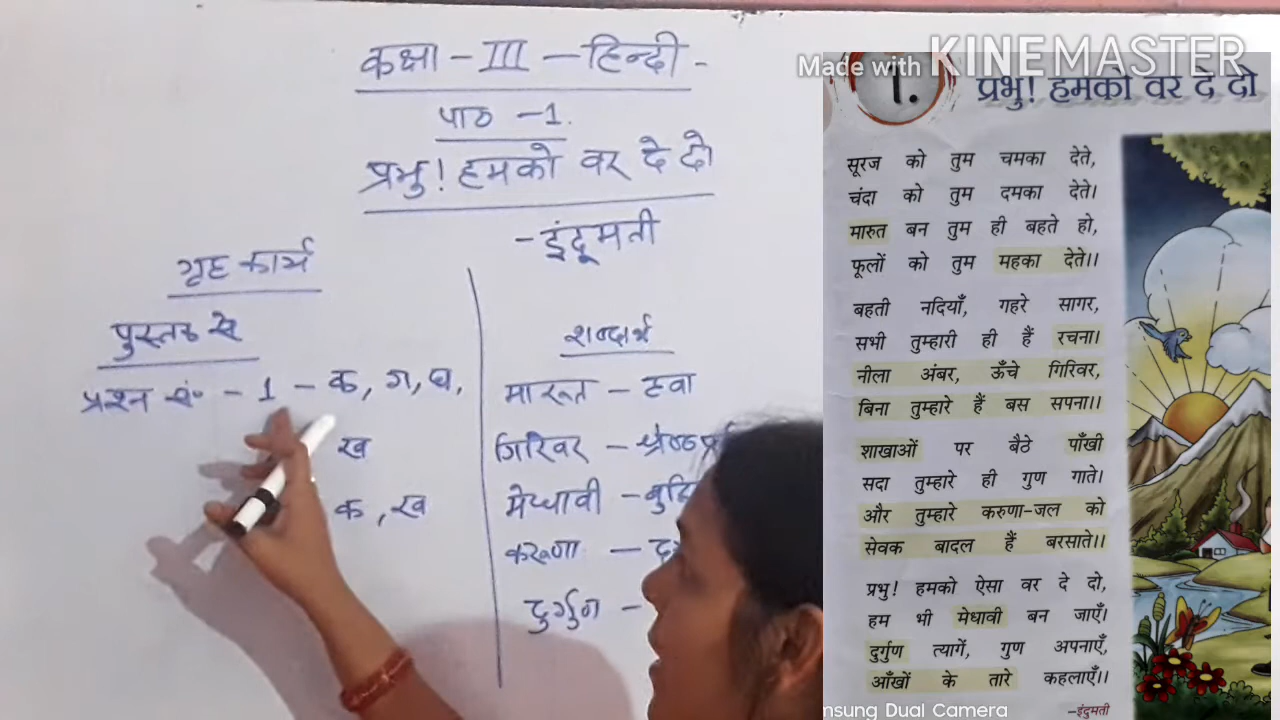 कक्षा - III - हिन्दी -
पाठ - 1.
प्रभु! हमको वर दे दो
- इंदूमती
गृह कार्य
पुस्तक से
प्रश्न सं० - 1 - क, ग, घ,
ख
क, ख
शब्दार्थ
मारूत - हवा
गिरिवर - श्रेष्ठ
मेधावी -
करूणा -
दुर्गुन -
Made with KINEMASTER
1.
प्रभु! हमको वर दे दो
सूरज को तुम चमका देते,
चंदा को तुम दमका देते।
मारुत बन तुम ही बहते हो,
फूलों को तुम महका देते।।
बहती नदियाँ, गहरे सागर,
सभी तुम्हारी ही हैं रचना।
नीला अंबर, ऊँचे गिरिवर,
बिना तुम्हारे हैं बस सपना।।
शाखाओं पर बैठे पाँखी
सदा तुम्हारे ही गुण गाते।
और तुम्हारे करुणा-जल को
सेवक बादल हैं बरसाते।।
प्रभु! हमको ऐसा वर दे दो,
हम भी मेधावी बन जाएँ।
दुर्गुण त्यागें, गुण अपनाएँ,
आँखों के तारे कहलाएँ।।
-इंदुमती
msung Dual Camera